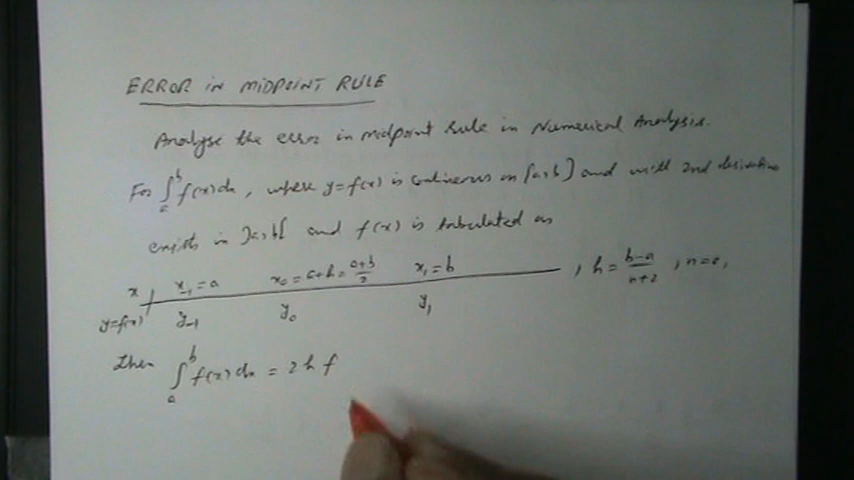 ERROR IN MIDPOINT RULE
Analyse the error in midpoint rule in Numerical Analysis.
For ∫ₐᵇ f(x)dx, where y=f(x) is continuous on [a,b] and with 2nd derivative
exists in ]a,b[ and f(x) is tabulated as
x x₋₁=a x₀=a+h=(a+b)/2 x₁=b , h=(b-a)/(n+2) , n=0,
y=f(x) y₋₁ y₀ y₁
then ∫ₐᵇ f(x)dx = 2h f